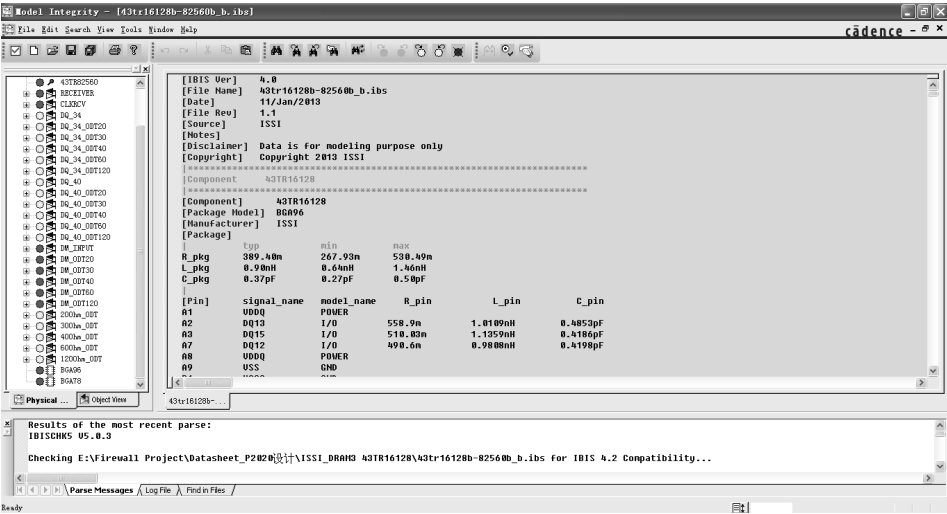 Model Integrity - [43tr16128b-82560b_b.ibs]
File Edit Search View Tools Window Help
cādence
43TR82560
RECEIVER
CLKRCV
DQ_34
DQ_34_ODT20
DQ_34_ODT30
DQ_34_ODT40
DQ_34_ODT60
DQ_34_ODT120
DQ_40
DQ_40_ODT20
DQ_40_ODT30
DQ_40_ODT40
DQ_40_ODT60
DQ_40_ODT120
DM_INPUT
DM_ODT20
DM_ODT30
DM_ODT40
DM_ODT60
DM_ODT120
200hm_ODT
300hm_ODT
400hm_ODT
600hm_ODT
1200hm_ODT
BGA96
BGA78
Physical ... Object View
[IBIS Ver] 4.0
[File Name] 43tr16128b-82560b_b.ibs
[Date] 11/Jan/2013
[File Rev] 1.1
[Source] ISSI
[Notes]
[Disclaimer] Data is for modeling purpose only
[Copyright] Copyright 2013 ISSI
|Component 43TR16128
[Component] 43TR16128
[Package Model] BGA96
[Manufacturer] ISSI
[Package]
| typ min max
R_pkg 389.40m 267.93m 530.49m
L_pkg 0.90nH 0.64nH 1.46nH
C_pkg 0.37pF 0.27pF 0.50pF
|
[Pin] signal_name model_name R_pin L_pin C_pin
A1 VDDQ POWER
A2 DQ13 I/O 558.9m 1.0109nH 0.4853pF
A3 DQ15 I/O 510.03m 1.1359nH 0.4186pF
A7 DQ12 I/O 490.6m 0.9808nH 0.4198pF
A8 VDDQ POWER
A9 VSS GND
43tr16128b-...
Results of the most recent parse:
IBISCHK5 V5.0.3
Checking E:\Firewall Project\Datasheet_P2020设计\ISSI_DRAM3 43TR16128\43tr16128b-82560b_b.ibs for IBIS 4.2 Compatibility...
Parse Messages Log File Find in Files
Ready